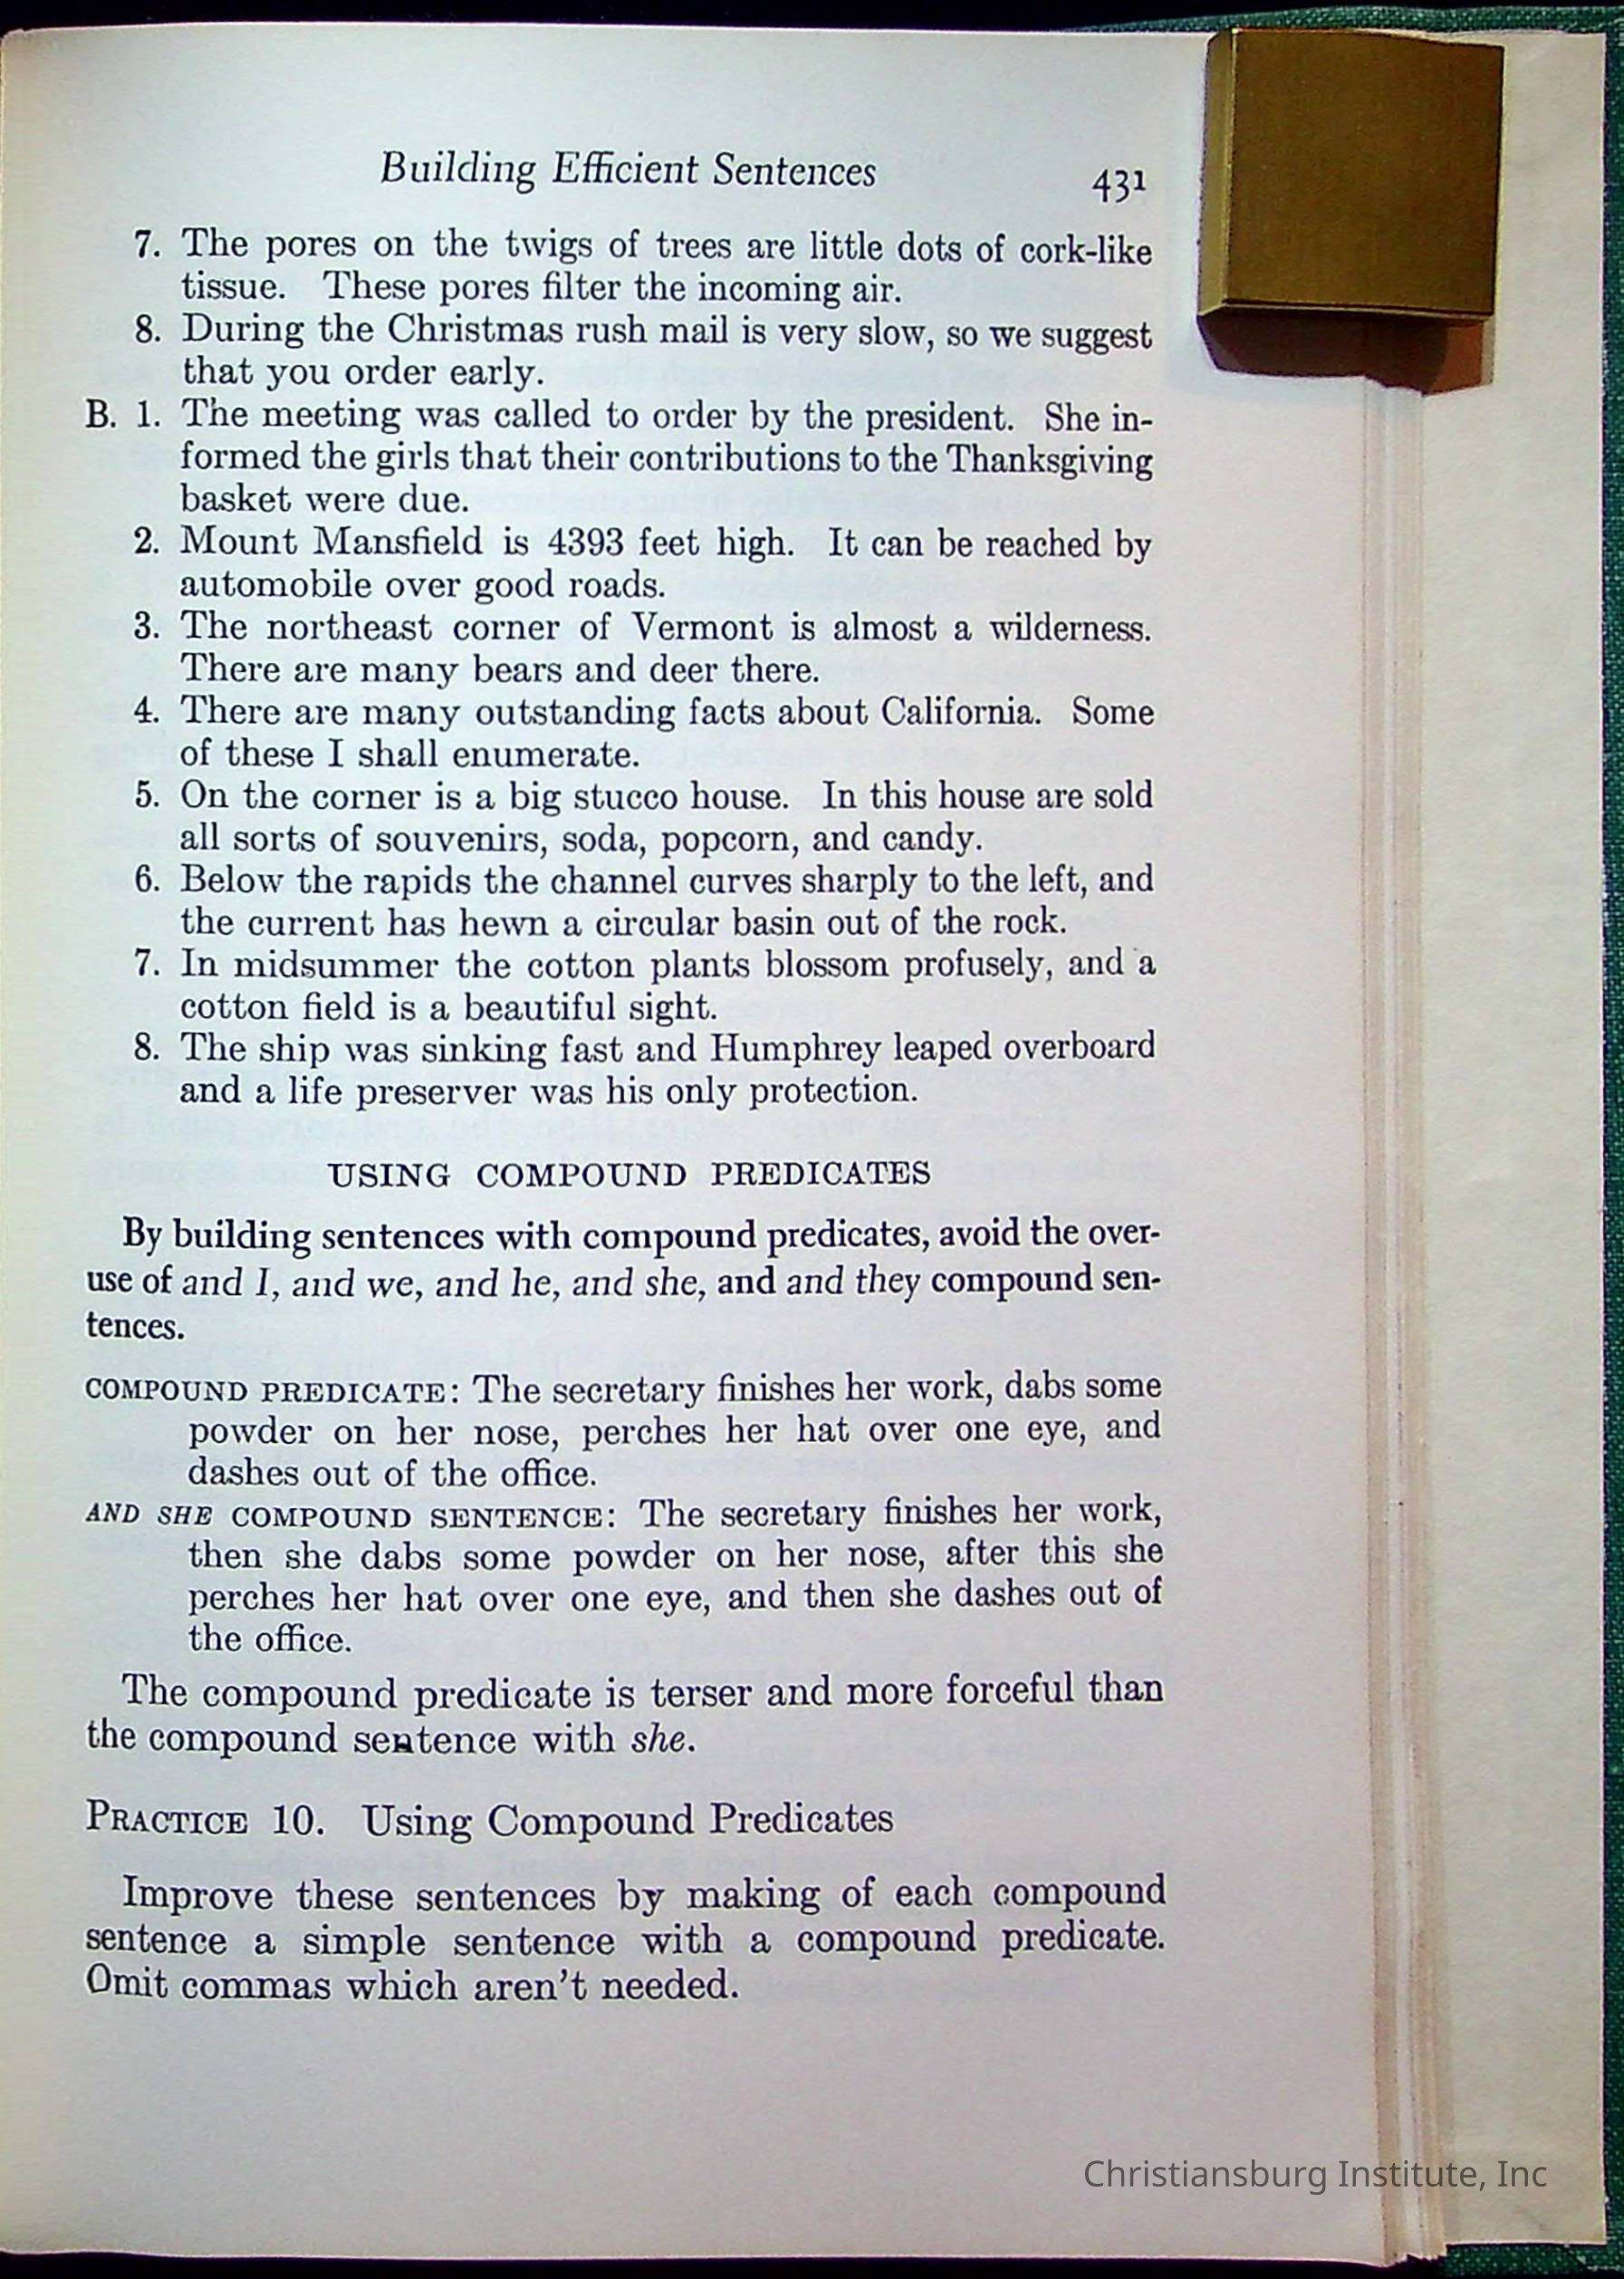 Building Efficient Sentences 431
7. The pores on the twigs of trees are little dots of cork-like
tissue. These pores filter the incoming air.
8. During the Christmas rush mail is very slow, so we suggest
that you order early.
B. 1. The meeting was called to order by the president. She in-
formed the girls that their contributions to the Thanksgiving
basket were due.
2. Mount Mansfield is 4393 feet high. It can be reached by
automobile over good roads.
3. The northeast corner of Vermont is almost a wilderness.
There are many bears and deer there.
4. There are many outstanding facts about California. Some
of these I shall enumerate.
5. On the corner is a big stucco house. In this house are sold
all sorts of souvenirs, soda, popcorn, and candy.
6. Below the rapids the channel curves sharply to the left, and
the current has hewn a circular basin out of the rock.
7. In midsummer the cotton plants blossom profusely, and a
cotton field is a beautiful sight.
8. The ship was sinking fast and Humphrey leaped overboard
and a life preserver was his only protection.
USING COMPOUND PREDICATES
By building sentences with compound predicates, avoid the over-
use of and I, and we, and he, and she, and and they compound sen-
tences.
COMPOUND PREDICATE: The secretary finishes her work, dabs some
powder on her nose, perches her hat over one eye, and
dashes out of the office.
AND SHE COMPOUND SENTENCE: The secretary finishes her work,
then she dabs some powder on her nose, after this she
perches her hat over one eye, and then she dashes out of
the office.
The compound predicate is terser and more forceful than
the compound sentence with she.
PRACTICE 10. Using Compound Predicates
Improve these sentences by making of each compound
sentence a simple sentence with a compound predicate.
Omit commas which aren't needed.
Christiansburg Institute, Inc